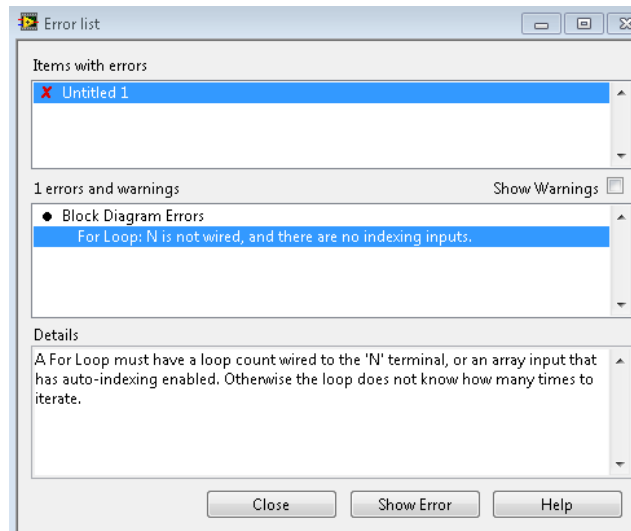 Error list
Items with errors
Untitled 1
1 errors and warnings
Show Warnings
Block Diagram Errors
For Loop: N is not wired, and there are no indexing inputs.
Details
A For Loop must have a loop count wired to the 'N' terminal, or an array input that
has auto-indexing enabled. Otherwise the loop does not know how many times to
iterate.
Close
Show Error
Help